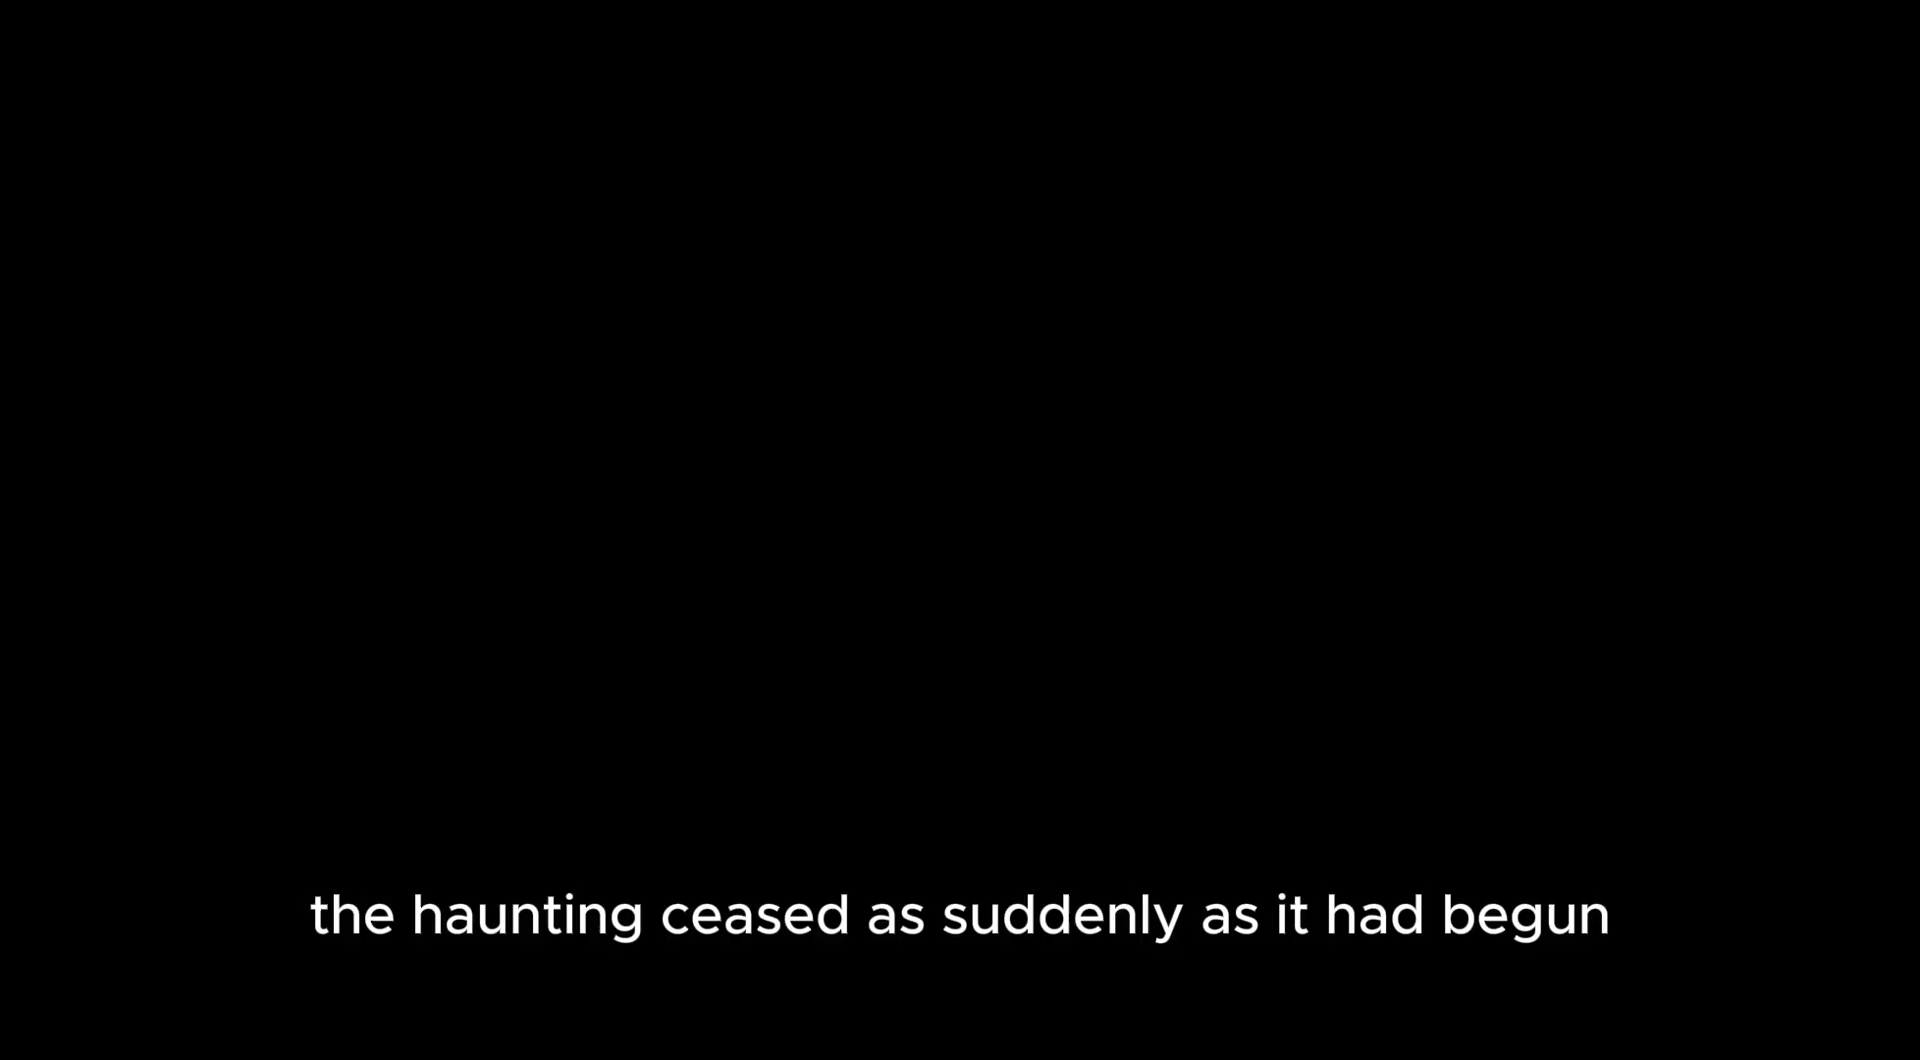 the haunting ceased as suddenly as it had begun